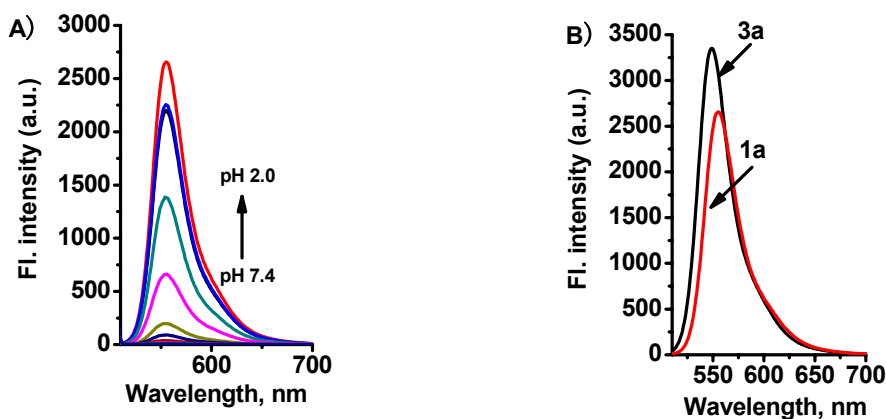 A)
Fl. intensity (a.u.)
3000
2500
2000
1500
1000
500
0
pH 2.0
pH 7.4
600
700
Wavelength, nm
B)
Fl. intensity (a.u.)
3500
3000
2500
2000
1500
1000
500
0
3a
1a
550
600
650
700
Wavelength, nm